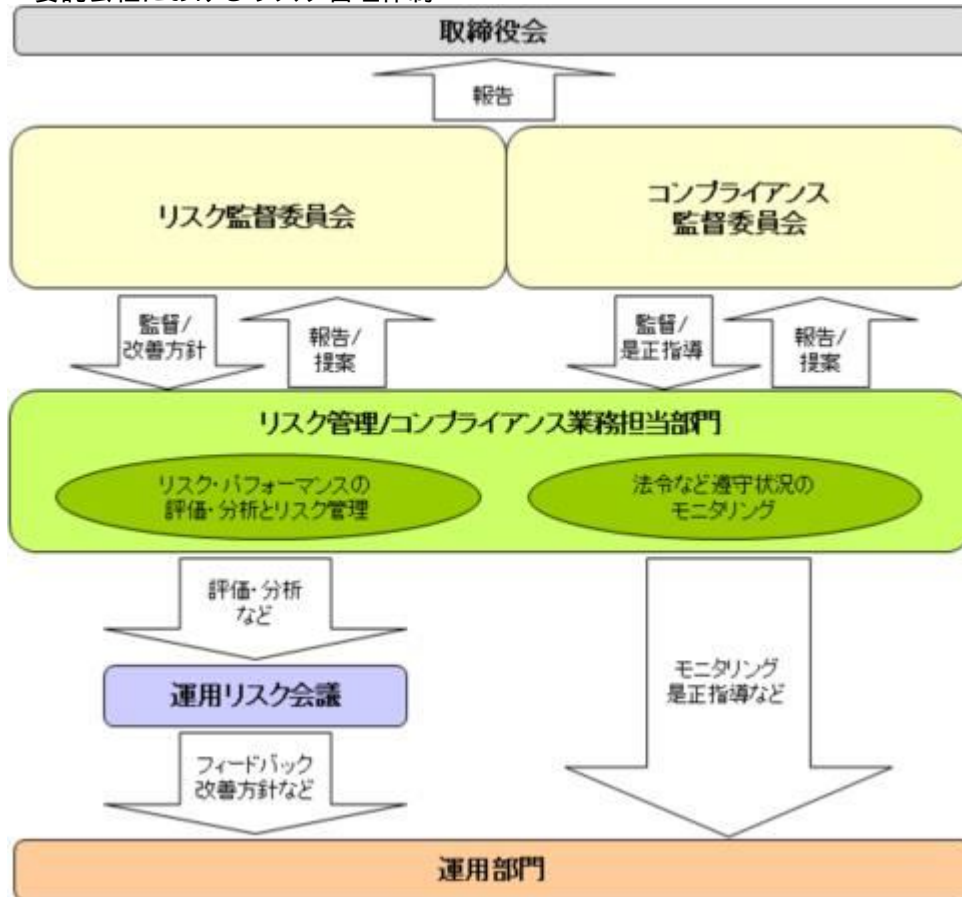 取締役会
報告
リスク監督委員会
コンプライアンス
監督委員会
監督/
改善方針
報告/
提案
監督/
是正指導
報告/
提案
リスク管理/コンプライアンス業務担当部門
リスク・パフォーマンスの
評価・分析とリスク管理
法令など遵守状況の
モニタリング
評価・分析
など
運用リスク会議
モニタリング
是正指導など
フィードバック
改善方針など
運用部門